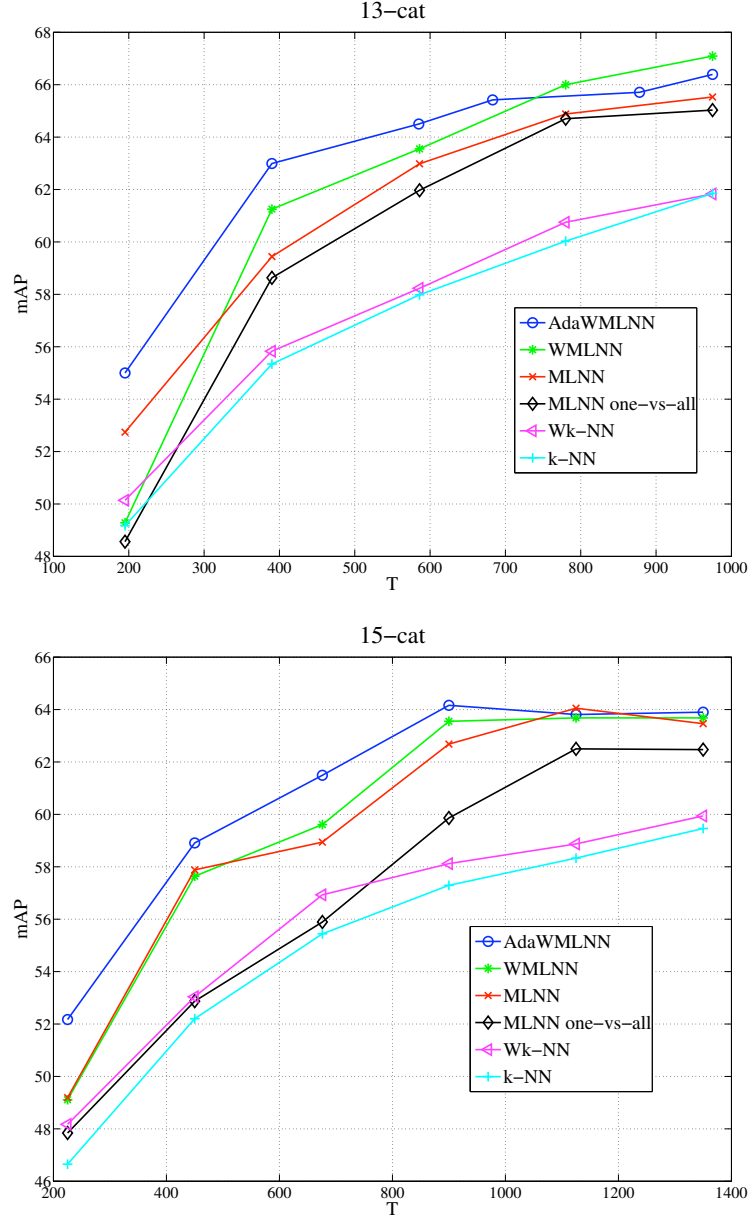 13−cat
68
66
64
62
60
58
56
54
52
50
48
mAP
AdaWMLNN
WMLNN
MLNN
MLNN one−vs−all
Wk−NN
k−NN
100 200 300 400 500 600 700 800 900 1000
T
15−cat
66
64
62
60
58
56
54
52
50
48
46
mAP
AdaWMLNN
WMLNN
MLNN
MLNN one−vs−all
Wk−NN
k−NN
200 400 600 800 1000 1200 1400
T